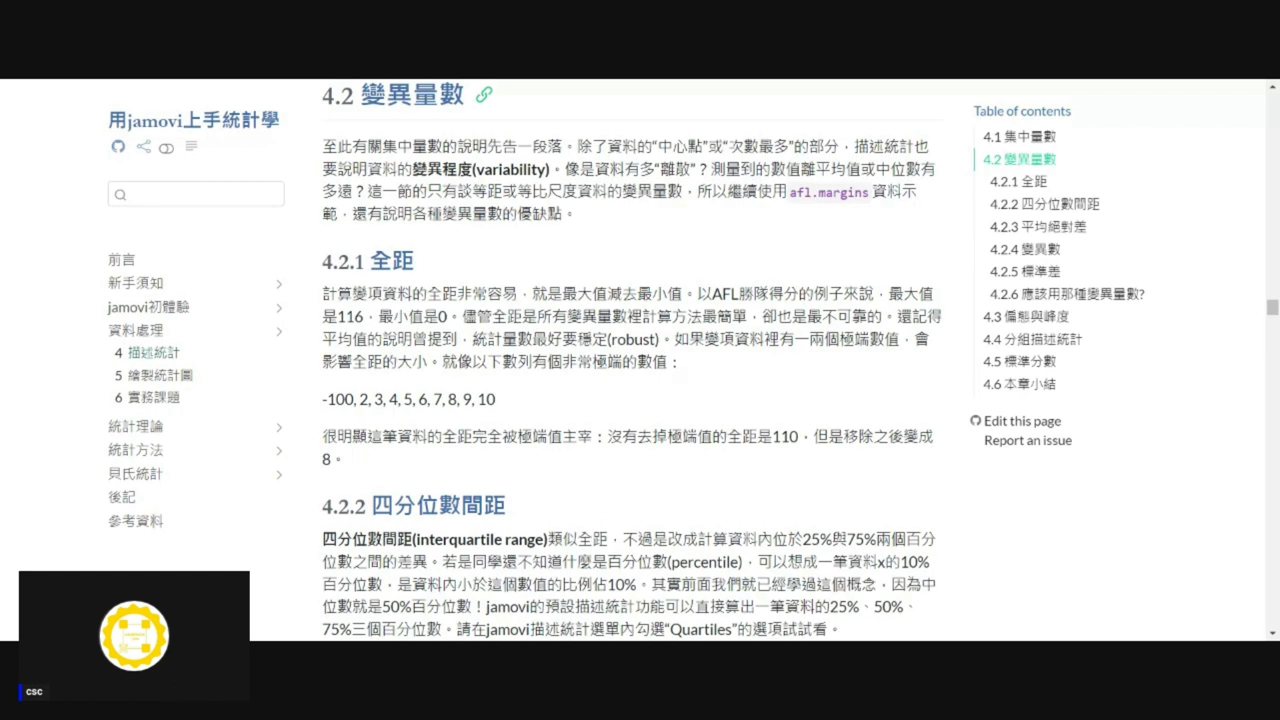 用jamovi上手統計學
前言
新手須知
jamovi初體驗
資料處理
4 描述統計
5 繪製統計圖
6 實務課題
統計理論
統計方法
貝氏統計
後記
參考資料
4.2 變異量數
至此有關集中量數的說明先告一段落。除了資料的“中心點”或“次數最多”的部分，描述統計也
要說明資料的變異程度(variability)。像是資料有多“離散”？測量到的數值離平均值或中位數有
多遠？這一節的只有談等距或等比尺度資料的變異量數，所以繼續使用 afl.margins 資料示
範，還有說明各種變異量數的優缺點。
4.2.1 全距
計算變項資料的全距非常容易，就是最大值減去最小值。以AFL勝隊得分的例子來說，最大值
是116，最小值是0。儘管全距是所有變異量數裡計算方法最簡單，卻也是最不可靠的。還記得
平均值的說明曾提到，統計量數最好要穩定(robust)。如果變項資料裡有一兩個極端數值，會
影響全距的大小。就像以下數列有個非常極端的數值：
-100, 2, 3, 4, 5, 6, 7, 8, 9, 10
很明顯這筆資料的全距完全被極端值主宰：沒有去掉極端值的全距是110，但是移除之後變成
8。
4.2.2 四分位數間距
四分位數間距(interquartile range)類似全距，不過是改成計算資料內位於25%與75%兩個百分
位數之間的差異。若是同學還不知道什麼是百分位數(percentile)，可以想成一筆資料x的10%
百分位數，是資料內小於這個數值的比例佔10%。其實前面我們就已經學過這個概念，因為中
位數就是50%百分位數！jamovi的預設描述統計功能可以直接算出一筆資料的25%、50%、
75%三個百分位數。請在jamovi描述統計選單內勾選“Quartiles”的選項試試看。
Table of contents
4.1 集中量數
4.2 變異量數
4.2.1 全距
4.2.2 四分位數間距
4.2.3 平均絕對差
4.2.4 變異數
4.2.5 標準差
4.2.6 應該用那種變異量數?
4.3 偏態與峰度
4.4 分組描述統計
4.5 標準分數
4.6 本章小結
Edit this page
Report an issue
csc